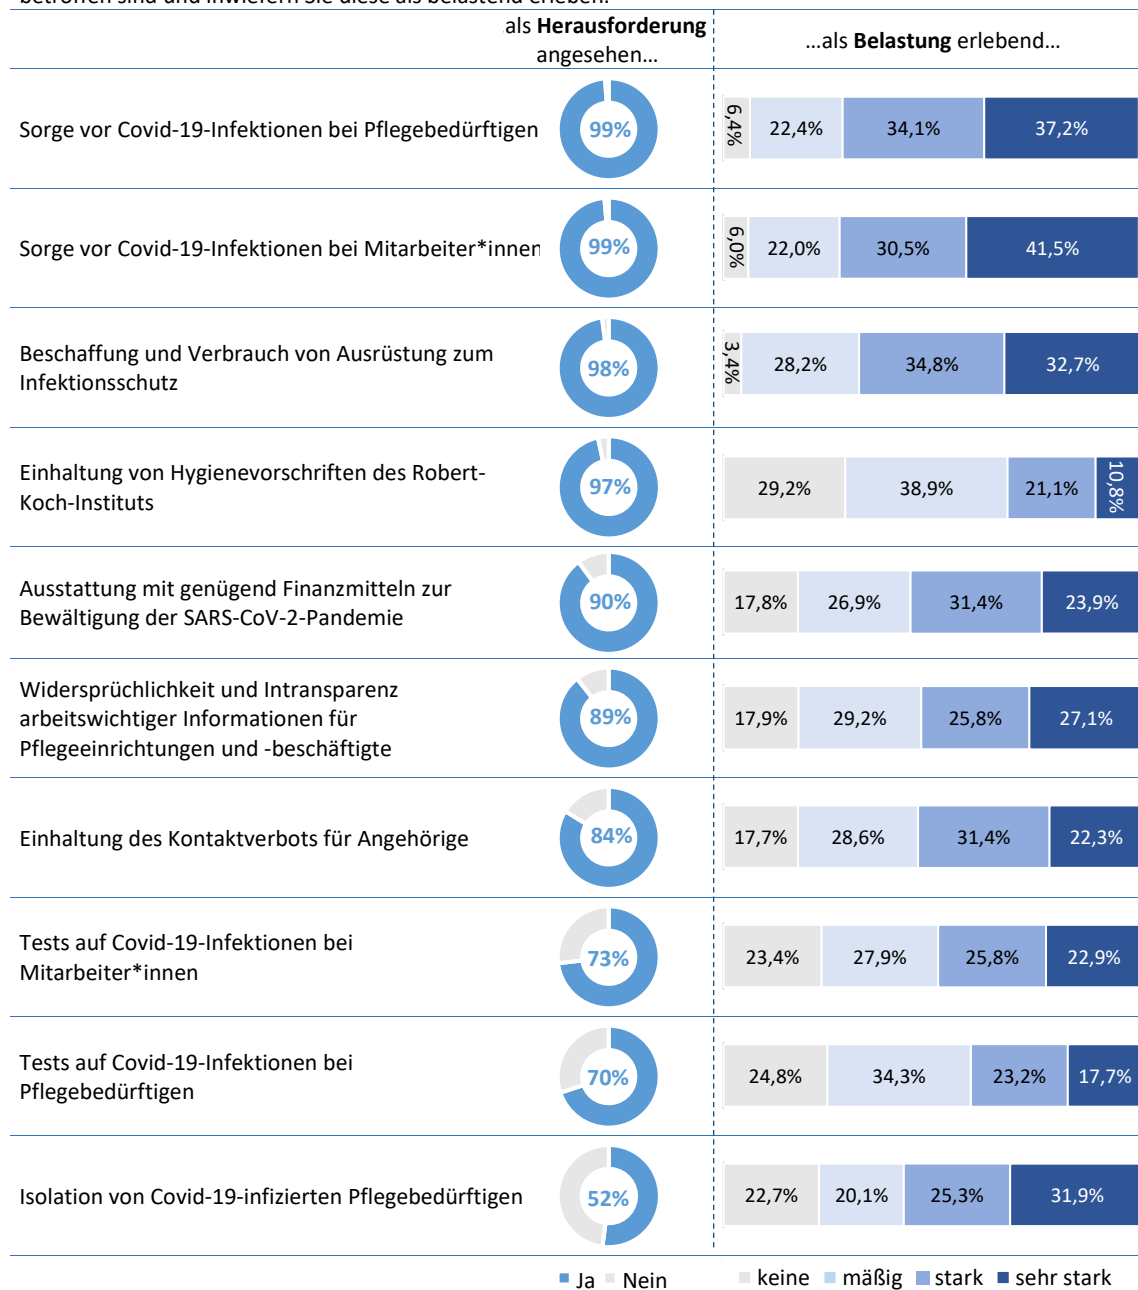 betroffen sind und inwiefern Sie diese als belastend erleben.
als Herausforderung
angesehen...
...als Belastung erlebend...
Sorge vor Covid-19-Infektionen bei Pflegebedürftigen
99%
6,4%
22,4%
34,1%
37,2%
Sorge vor Covid-19-Infektionen bei Mitarbeiter*innen
99%
6,0%
22,0%
30,5%
41,5%
Beschaffung und Verbrauch von Ausrüstung zum
Infektionsschutz
98%
3,4%
28,2%
34,8%
32,7%
Einhaltung von Hygienevorschriften des Robert-
Koch-Instituts
97%
29,2%
38,9%
21,1%
10,8%
Ausstattung mit genügend Finanzmitteln zur
Bewältigung der SARS-CoV-2-Pandemie
90%
17,8%
26,9%
31,4%
23,9%
Widersprüchlichkeit und Intransparenz
arbeitswichtiger Informationen für
Pflegeeinrichtungen und -beschäftigte
89%
17,9%
29,2%
25,8%
27,1%
Einhaltung des Kontaktverbots für Angehörige
84%
17,7%
28,6%
31,4%
22,3%
Tests auf Covid-19-Infektionen bei
Mitarbeiter*innen
73%
23,4%
27,9%
25,8%
22,9%
Tests auf Covid-19-Infektionen bei
Pflegebedürftigen
70%
24,8%
34,3%
23,2%
17,7%
Isolation von Covid-19-infizierten Pflegebedürftigen
52%
22,7%
20,1%
25,3%
31,9%
Ja Nein
keine mäßig stark sehr stark